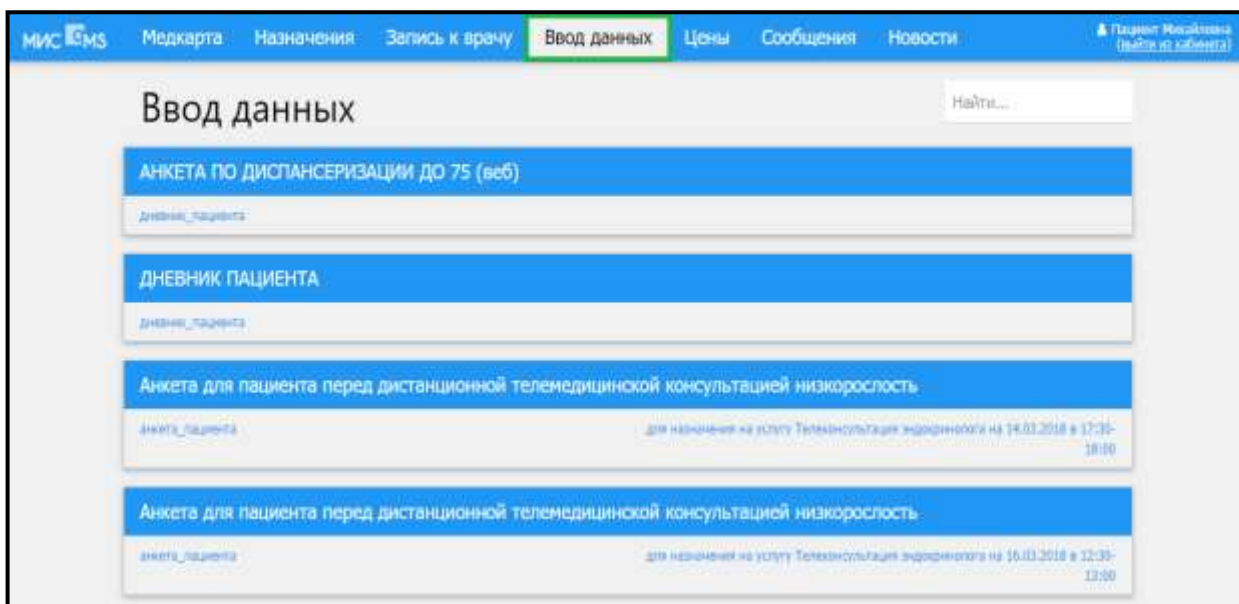 МИС CMS Медкарта Назначения Запись к врачу Ввод данных Цены Сообщения Новости Пациент Михайловна
(выйти из кабинета)
Ввод данных Найти...
АНКЕТА ПО ДИСПАНСЕРИЗАЦИИ ДО 75 (веб)
дневник_пациента
ДНЕВНИК ПАЦИЕНТА
дневник_пациента
Анкета для пациента перед дистанционной телемедицинской консультацией низкорослость
анкета_пациента для назначения на услугу Телеконсультация эндокринолога на 14.03.2018 в 17:30-
18:00
Анкета для пациента перед дистанционной телемедицинской консультацией низкорослость
анкета_пациента для назначения на услугу Телеконсультация эндокринолога на 16.03.2018 в 12:30-
13:00